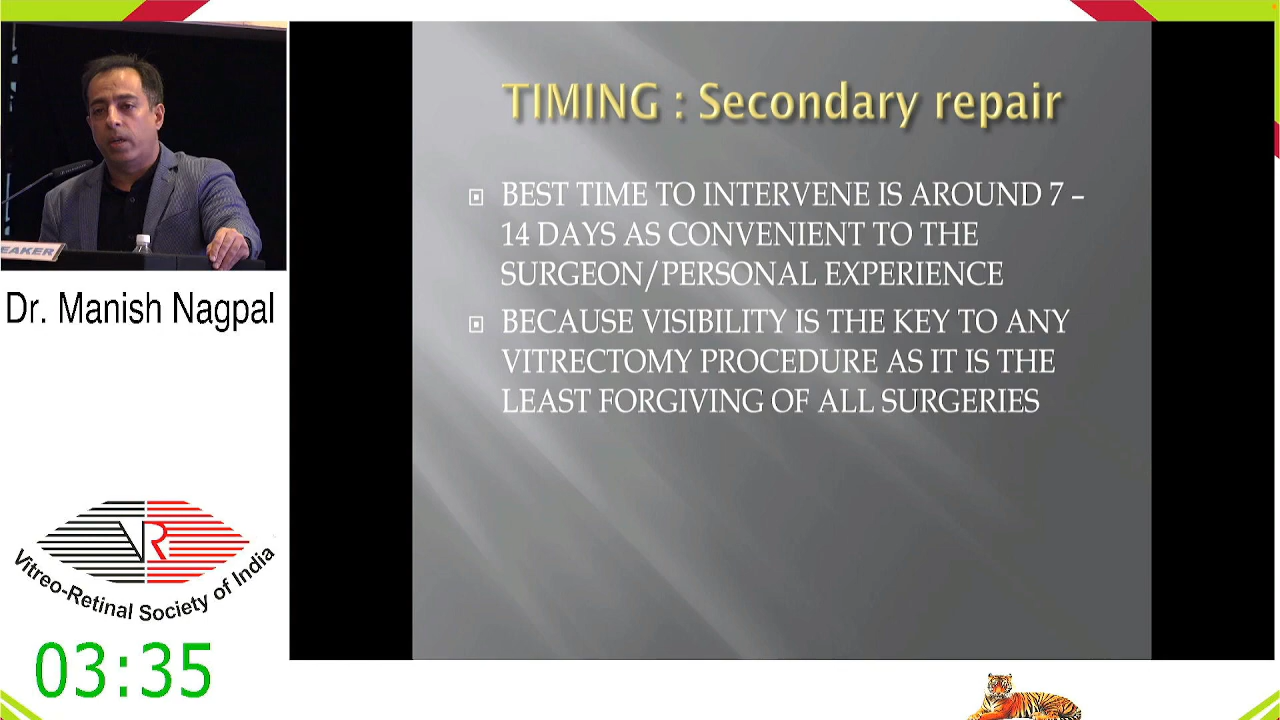 EAKER
Dr. Manish Nagpal
VR
Vitreo-Retinal Society of India
03:35
TIMING : Secondary repair
BEST TIME TO INTERVENE IS AROUND 7 –
14 DAYS AS CONVENIENT TO THE
SURGEON/PERSONAL EXPERIENCE
BECAUSE VISIBILITY IS THE KEY TO ANY
VITRECTOMY PROCEDURE AS IT IS THE
LEAST FORGIVING OF ALL SURGERIES